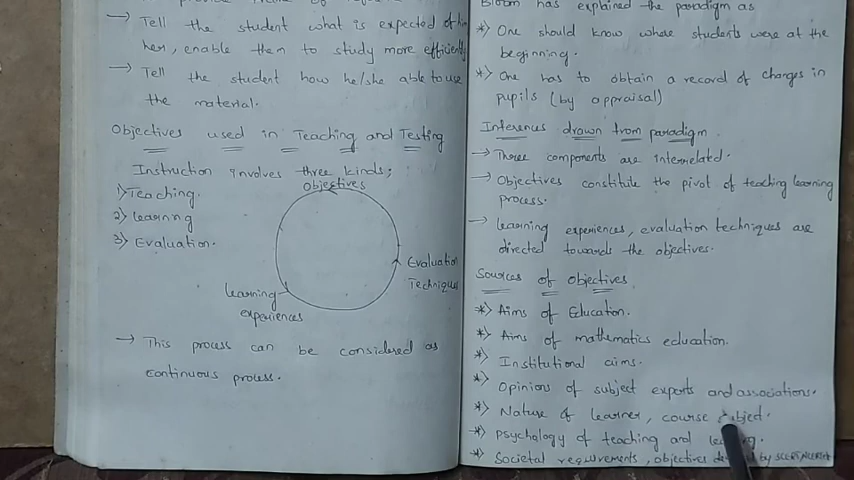 → Tell the student what is expected of him
her, enable them to study more efficiently
→ Tell the student how he/she able to use
the material.
Objectives used in Teaching and Testing
Instruction involves three kinds;
1) Teaching.
2) learning
3) Evaluation.
Objectives
Evaluation
Techniques
learning
experiences
→ This process can be considered as
continuous process.
Bloom has explained the paradigm as
*) One should know where students were at the
beginning.
*) One has to obtain a record of changes in
pupils (by appraisal)
Inferences drawn from paradigm.
→ Three components are interrelated.
→ Objectives constitute the pivot of teaching learning
process.
→ learning experiences, evaluation techniques are
directed towards the objectives.
Sources of objectives
*) Aims of Education.
*) Aims of mathematics education.
*) Institutional aims.
*) Opinions of subject experts and associations.
*) Nature of learner, course subject.
*) Psychology of teaching and learning.
*) Societal requirements, objectives by